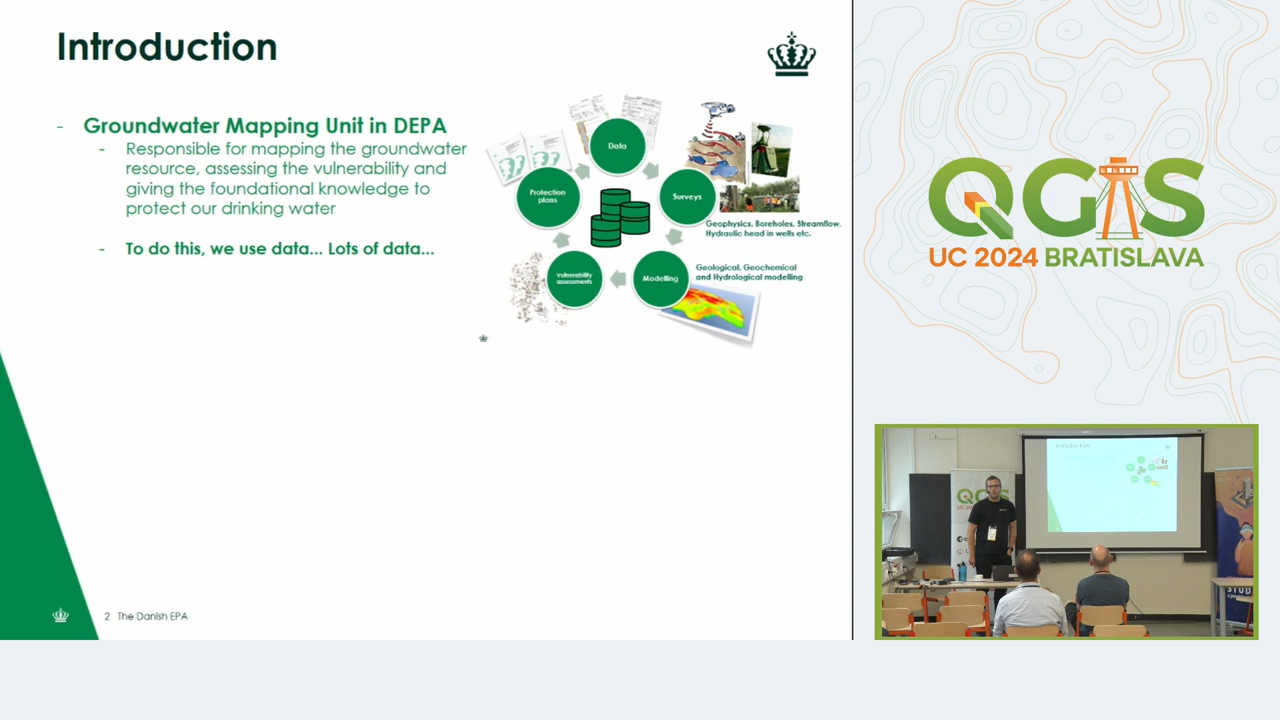 Introduction
- Groundwater Mapping Unit in DEPA
- Responsible for mapping the groundwater
resource, assessing the vulnerability and
giving the foundational knowledge to
protect our drinking water
- To do this, we use data... Lots of data...
Data
Surveys
Geophysics, Boreholes, Streamflow,
Hydraulic head in wells etc.
Modelling
Geological, Geochemical
and Hydrological modelling
Vulnerability
assessments
Protection
plans
2 The Danish EPA
QGIS
UC 2024 BRATISLAVA
Introduction
QGIS